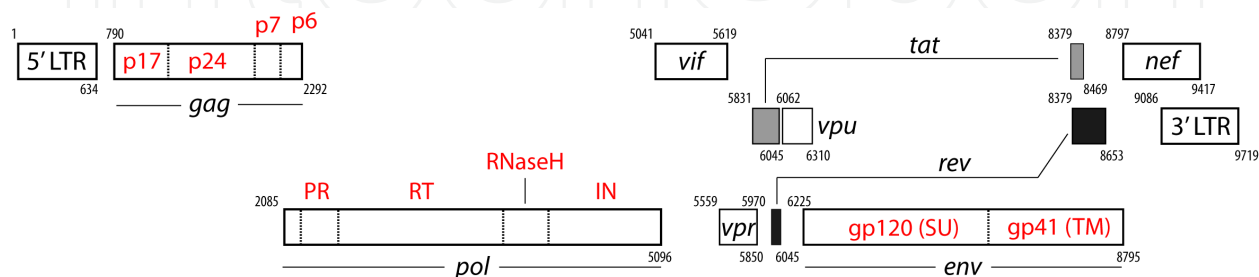 p7 p6
1 790 5041 5619 8379 8797
5' LTR p17 p24 vif tat nef
634 2292 8469 9417
gag 5831 6062 8379 9086
vpu 3' LTR
6045 6310 8653 9719
RNaseH rev
PR RT IN
2085 5559 5970 6225
vpr gp120 (SU) gp41 (TM)
5096 5850 6045 8795
pol env